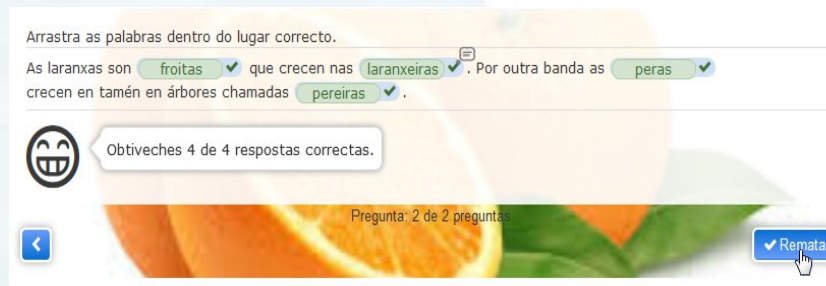 Arrastra as palabras dentro do lugar correcto.
As laranxas son froitas que crecen nas laranxeiras. Por outra banda as peras
crecen en tamén en árbores chamadas pereiras.
Obtiveches 4 de 4 respostas correctas.
Pregunta: 2 de 2 preguntas
Remata